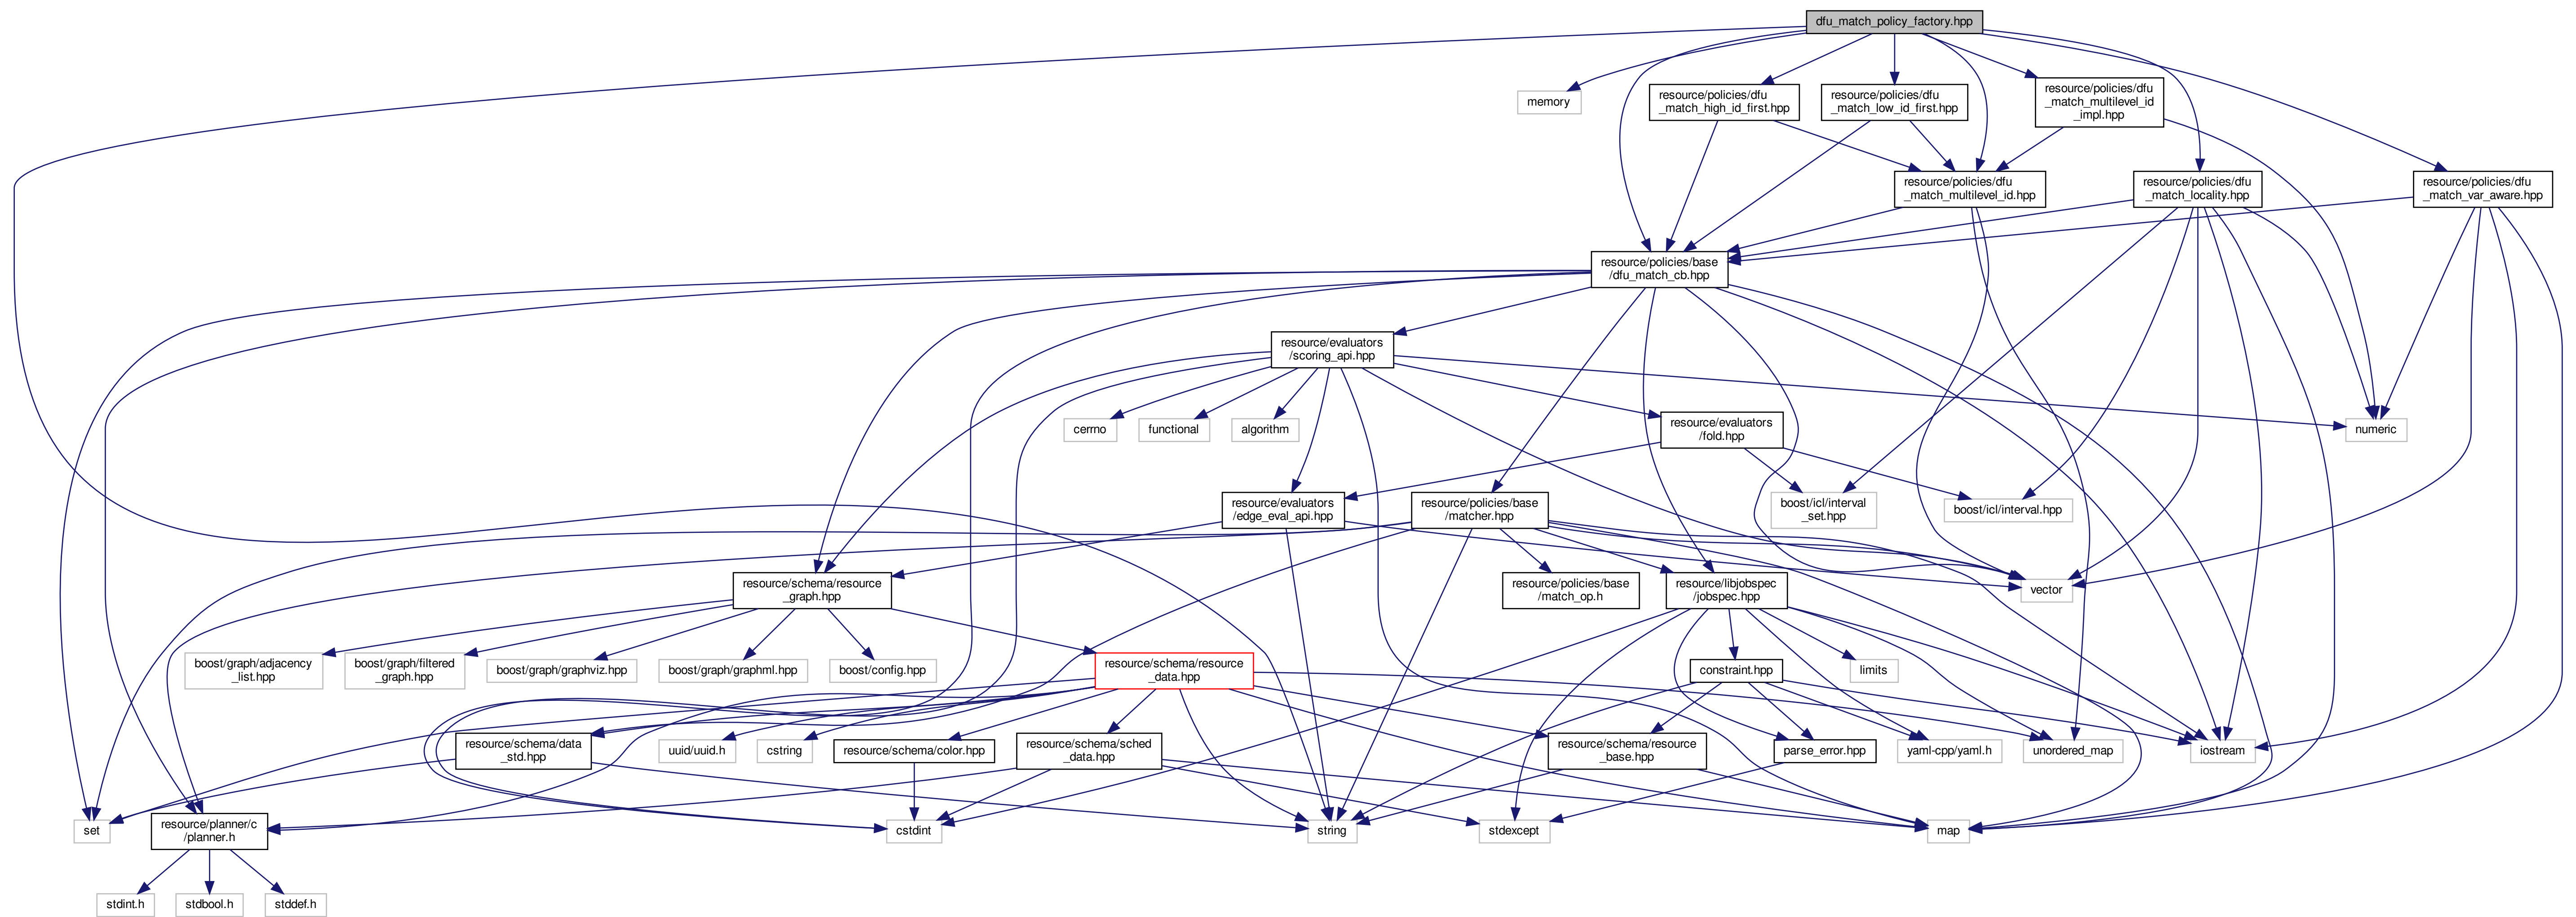 dfu_match_policy_factory.hpp
memory
resource/policies/dfu
_match_high_id_first.hpp
resource/policies/dfu
_match_low_id_first.hpp
resource/policies/dfu
_match_multilevel_id
_impl.hpp
resource/policies/dfu
_match_multilevel_id.hpp
resource/policies/dfu
_match_locality.hpp
resource/policies/dfu
_match_var_aware.hpp
resource/policies/base
/dfu_match_cb.hpp
resource/evaluators
/scoring_api.hpp
cerrno
functional
algorithm
resource/evaluators
/fold.hpp
numeric
resource/evaluators
/edge_eval_api.hpp
resource/policies/base
/matcher.hpp
boost/icl/interval
_set.hpp
boost/icl/interval.hpp
resource/schema/resource
_graph.hpp
resource/policies/base
/match_op.h
resource/libjobspec
/jobspec.hpp
vector
boost/graph/adjacency
_list.hpp
boost/graph/filtered
_graph.hpp
boost/graph/graphviz.hpp
boost/graph/graphml.hpp
boost/config.hpp
resource/schema/resource
_data.hpp
constraint.hpp
limits
resource/schema/data
_std.hpp
uuid/uuid.h
cstring
resource/schema/color.hpp
resource/schema/sched
_data.hpp
resource/schema/resource
_base.hpp
parse_error.hpp
yaml-cpp/yaml.h
unordered_map
iostream
set
resource/planner/c
/planner.h
cstdint
string
stdexcept
map
stdint.h
stdbool.h
stddef.h